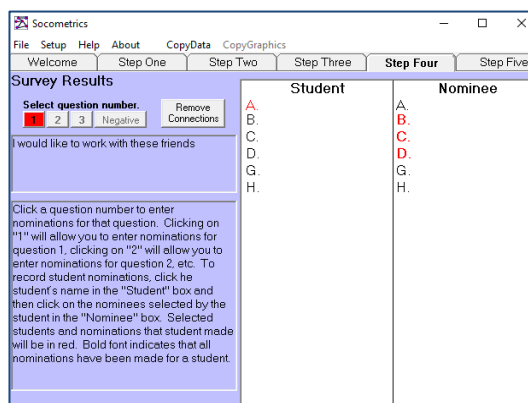 Socometrics
File Setup Help About CopyData CopyGraphics
Welcome Step One Step Two Step Three Step Four Step Five
Survey Results
Select question number.
1 2 3 Negative
Remove
Connections
I would like to work with these friends
Click a question number to enter
nominations for that question. Clicking on
"1" will allow you to enter nominations for
question 1, clicking on "2" will allow you to
enter nominations for question 2, etc. To
record student nominations, click he
student's name in the "Student" box and
then click on the nominees selected by the
student in the "Nominee" box. Selected
students and nominations that student made
will be in red. Bold font indicates that all
nominations have been made for a student.
Student
A.
B.
C.
D.
G.
H.
Nominee
A.
B.
C.
D.
G.
H.